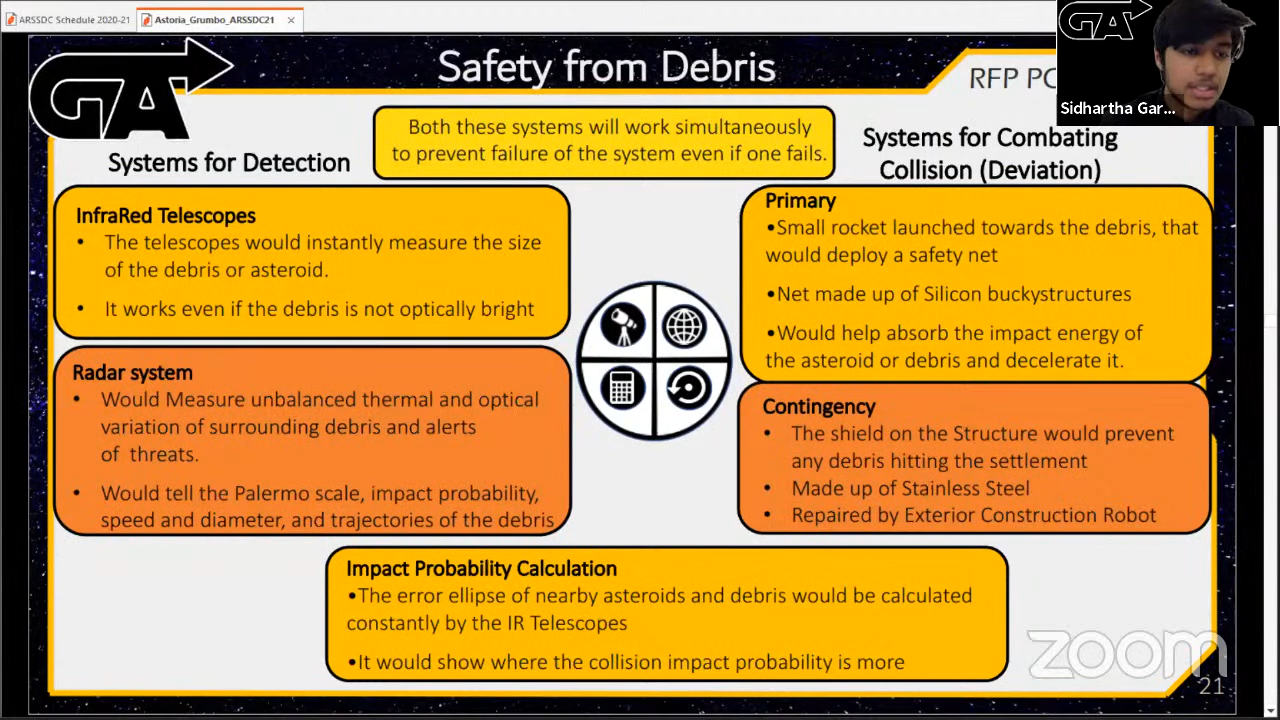 ARSSDC Schedule 2020-21
Astoria_Grumbo_ARSSDC21
GA
Safety from Debris
RFP
GA
Sidhartha Gar...
Both these systems will work simultaneously
to prevent failure of the system even if one fails.
Systems for Detection
InfraRed Telescopes
• The telescopes would instantly measure the size
of the debris or asteroid.
• It works even if the debris is not optically bright
Radar system
• Would Measure unbalanced thermal and optical
variation of surrounding debris and alerts
of threats.
• Would tell the Palermo scale, impact probability,
speed and diameter, and trajectories of the debris
Systems for Combating
Collision (Deviation)
Primary
•Small rocket launched towards the debris, that
would deploy a safety net
•Net made up of Silicon buckystructures
•Would help absorb the impact energy of
the asteroid or debris and decelerate it.
Contingency
• The shield on the Structure would prevent
any debris hitting the settlement
• Made up of Stainless Steel
• Repaired by Exterior Construction Robot
Impact Probability Calculation
•The error ellipse of nearby asteroids and debris would be calculated
constantly by the IR Telescopes
•It would show where the collision impact probability is more
zoom
21